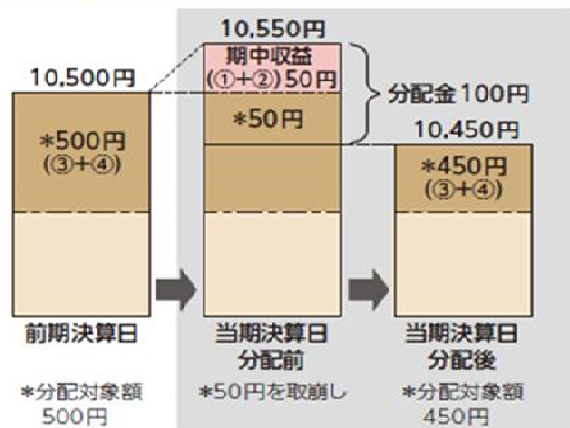 10,550円
期中収益
(①+②)50円
10,500円
分配金100円
*50円
10,450円
*500円
(③+④)
*450円
(③+④)
前期決算日
当期決算日
分配前
当期決算日
分配後
*分配対象額
500円
*50円を取崩し
*分配対象額
450円